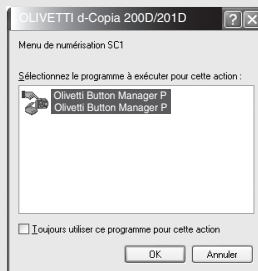 OLIVETTI d-Copia 200D/201D
Menu de numérisation SC1
Sélectionnez le programme à exécuter pour cette action :
Olivetti Button Manager P
Olivetti Button Manager P
Toujours utiliser ce programme pour cette action
OK Annuler